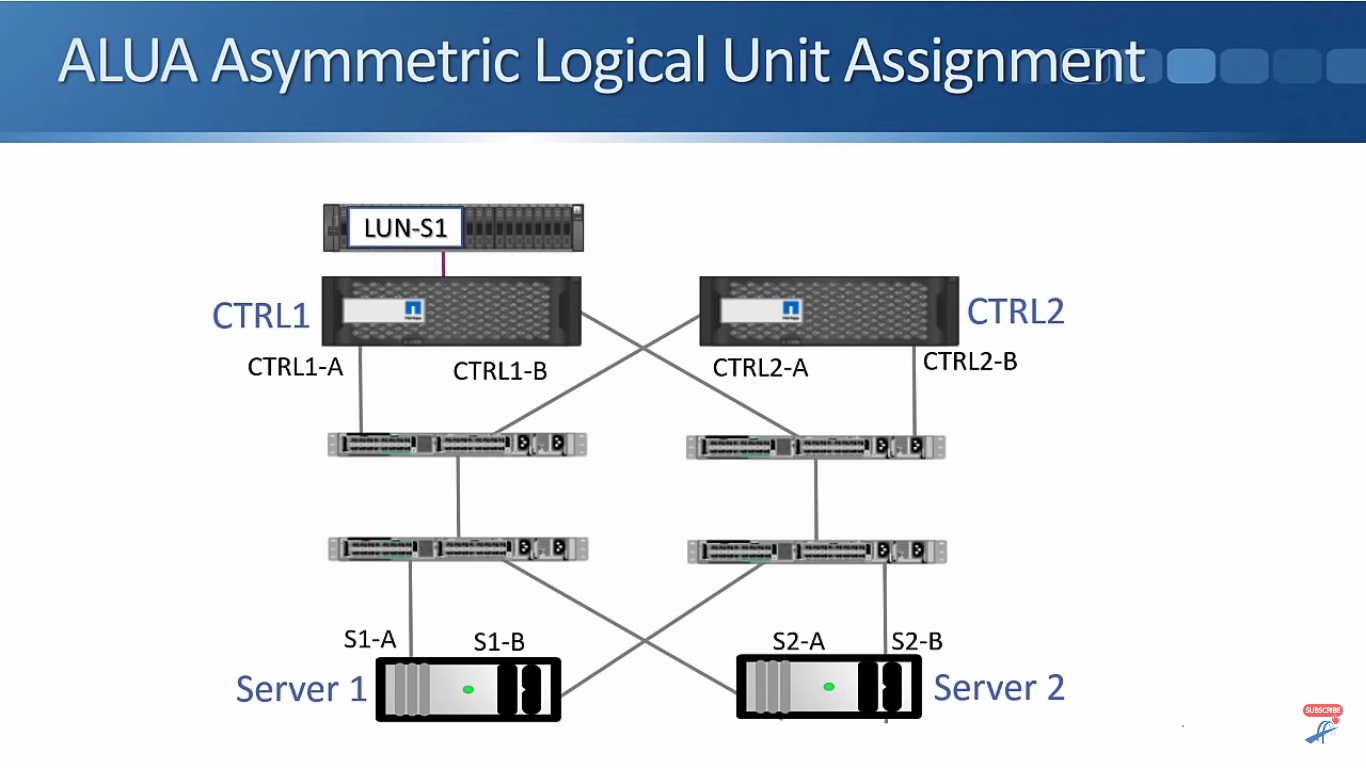 ALUA Asymmetric Logical Unit Assignment
LUN-S1
CTRL1
CTRL2
CTRL1-A
CTRL1-B
CTRL2-A
CTRL2-B
S1-A
S1-B
S2-A
S2-B
Server 1
Server 2
SUBSCRIBE